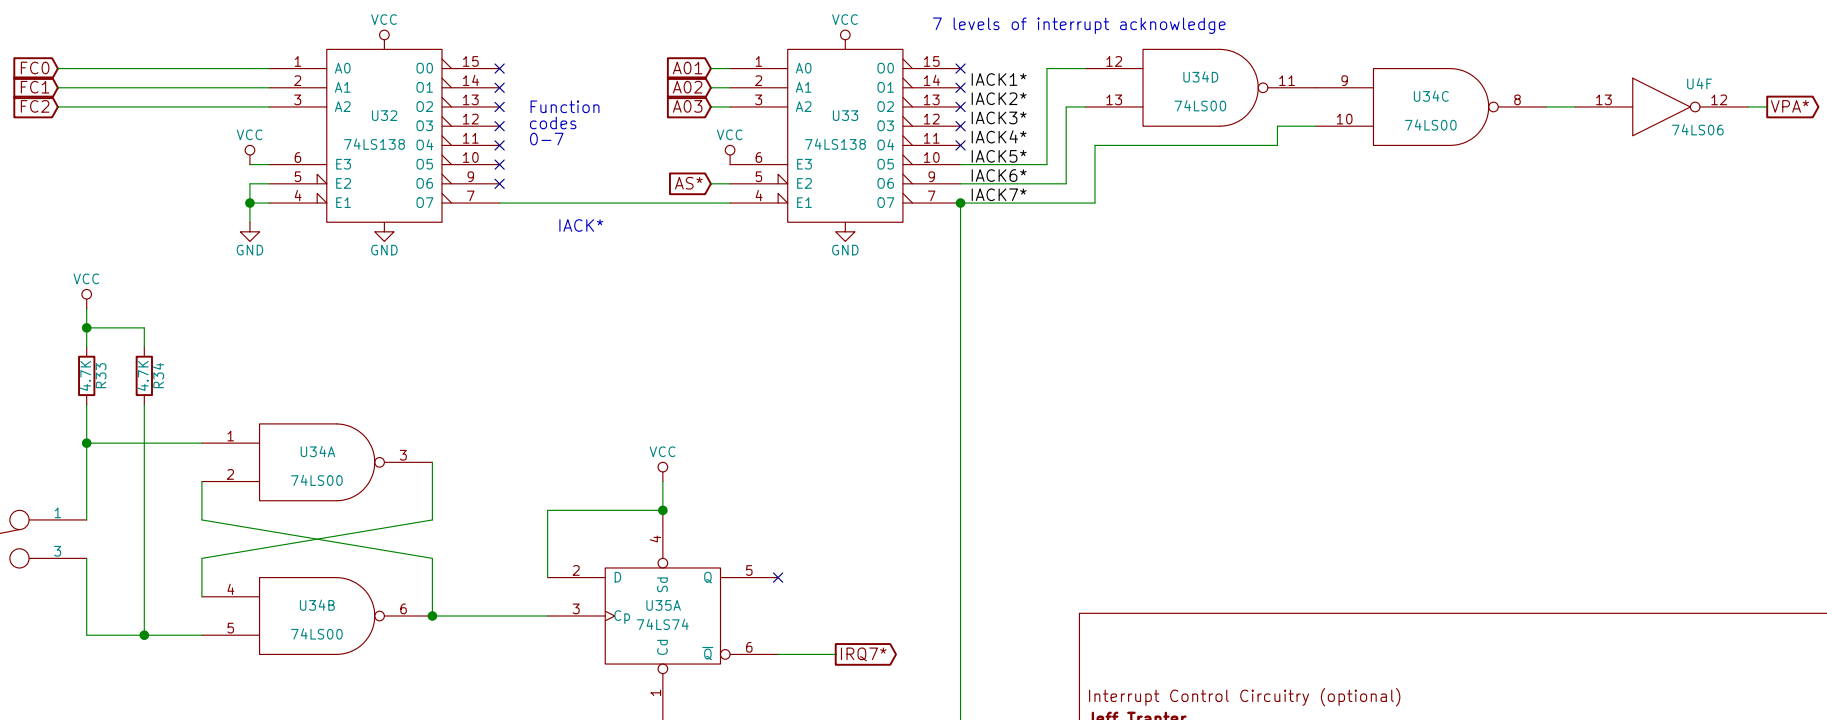 7 levels of interrupt acknowledge
VCC
VCC
FC0
FC1
FC2
1
2
3
A0
A1
A2
U32
74LS138
VCC
6
5
4
E3
E2
E1
GND
GND
O0
O1
O2
O3
O4
O5
O6
O7
15
14
13
12
11
10
9
7
Function
codes
0-7
IACK*
A01
A02
A03
1
2
3
A0
A1
A2
U33
74LS138
VCC
AS*
6
5
4
E3
E2
E1
GND
O0
O1
O2
O3
O4
O5
O6
O7
15
14
13
12
11
10
9
7
IACK1*
IACK2*
IACK3*
IACK4*
IACK5*
IACK6*
IACK7*
12
13
U34D
74LS00
11
9
10
U34C
74LS00
8
13
U4F
74LS06
12
VPA*
VCC
4.7K
R33
4.7K
R34
1
3
1
2
U34A
74LS00
3
4
5
U34B
74LS00
6
VCC
4
2
3
D
Cp
Sd
Cd
U35A
74LS74
Q
Q
5
6
1
IRQ7*
Interrupt Control Circuitry (optional)
Jeff Tranter